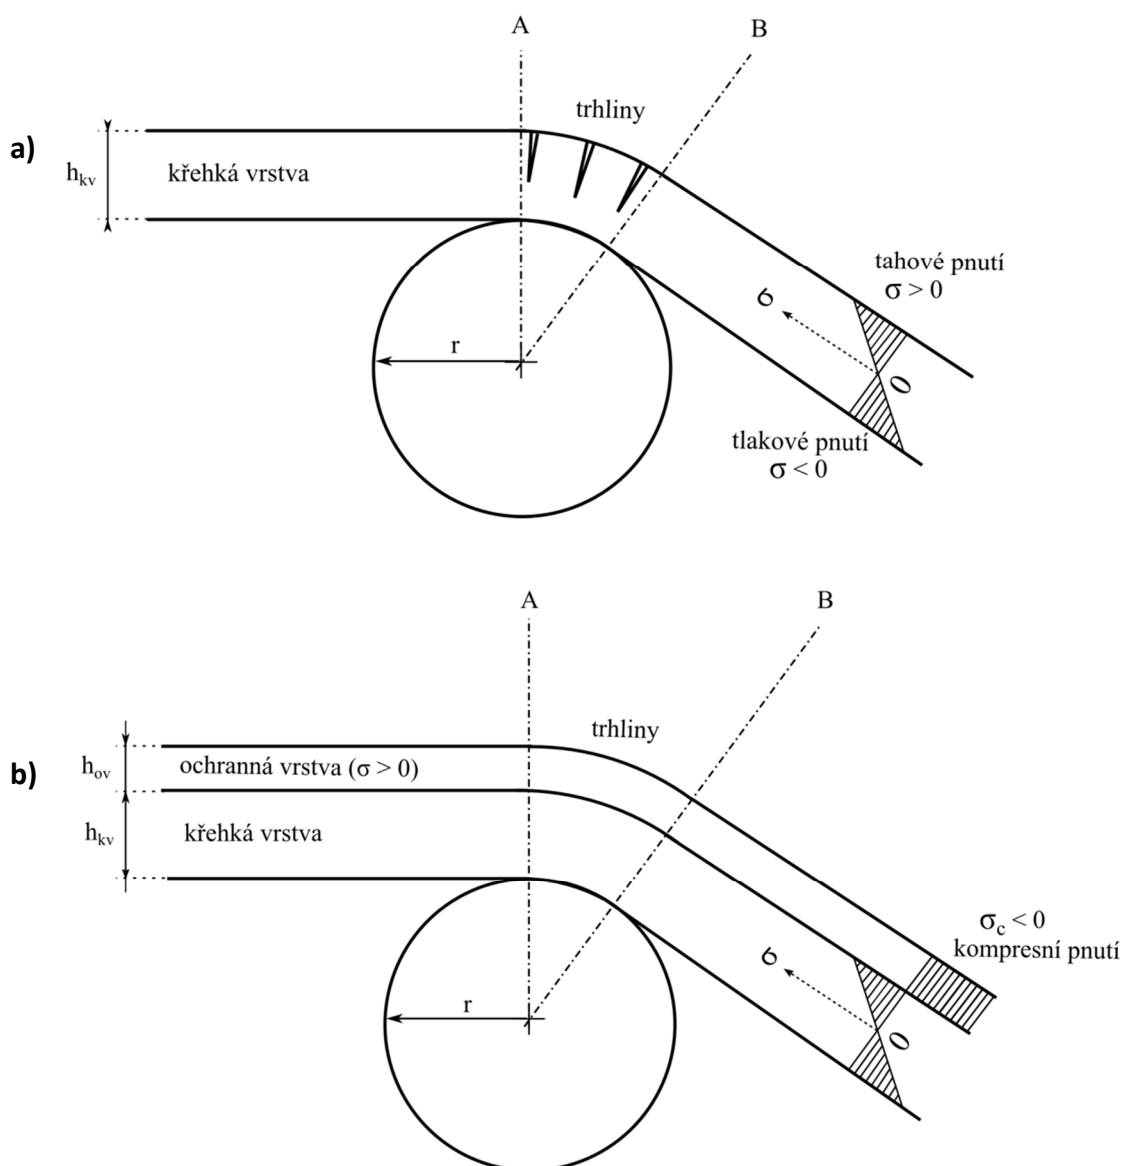 A
B
trhliny
a)
h_kv
křehká vrstva
tahové pnutí
σ > 0
σ
r
0
tlakové pnutí
σ < 0
A
B
trhliny
h_ov
ochranná vrstva (σ > 0)
b)
h_kv
křehká vrstva
σ_c < 0
kompresní pnutí
σ
r
0